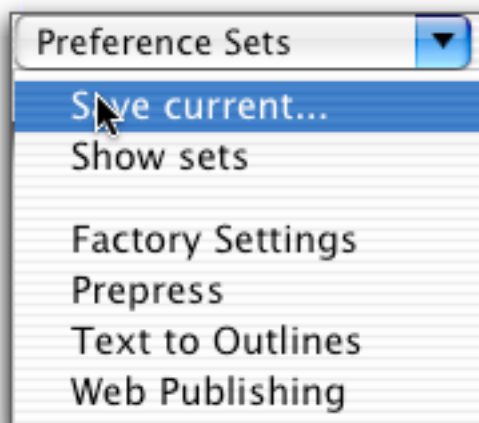 Preference Sets
Save current...
Show sets
Factory Settings
Prepress
Text to Outlines
Web Publishing